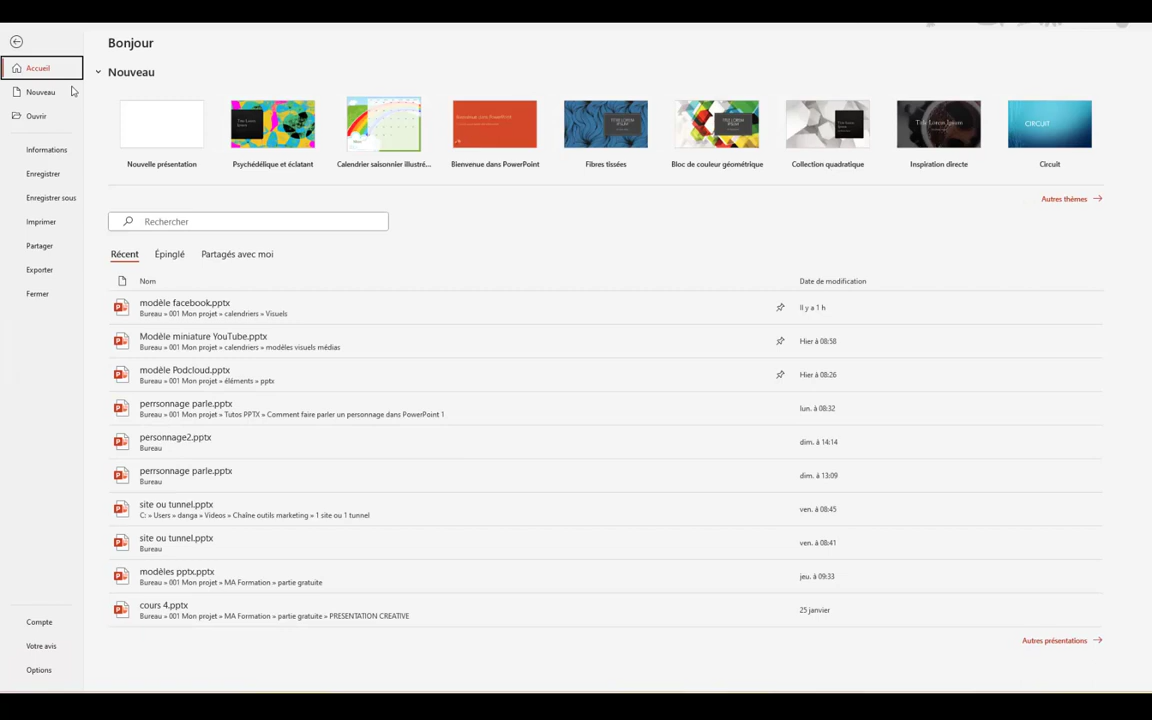 Bonjour
Accueil
Nouveau
Ouvrir
Informations
Enregistrer
Enregistrer sous
Imprimer
Partager
Exporter
Fermer
Compte
Votre avis
Options
Nouveau
Nouvelle présentation
Psychédélique et éclatant
Calendrier saisonnier illustré...
Bienvenue dans PowerPoint
Fibres tissées
Bloc de couleur géométrique
Collection quadratique
Inspiration directe
CIRCUIT
Circuit
Autres thèmes
Rechercher
Récent Épinglé Partagés avec moi
Nom Date de modification
modèle facebook.pptx
Bureau » 001 Mon projet » calendriers » Visuels
Il y a 1 h
Modèle miniature YouTube.pptx
Bureau » 001 Mon projet » calendriers » modèles visuels médias
Hier à 08:58
modèle Podcloud.pptx
Bureau » 001 Mon projet » éléments » pptx
Hier à 08:26
perrsonnage parle.pptx
Bureau » 001 Mon projet » Tutos PPTX » Comment faire parler un personnage dans PowerPoint 1
lun. à 08:32
personnage2.pptx
Bureau
dim. à 14:14
perrsonnage parle.pptx
Bureau
dim. à 13:09
site ou tunnel.pptx
C: » Users » danga » Videos » Chaîne outils marketing » 1 site ou 1 tunnel
ven. à 08:45
site ou tunnel.pptx
Bureau
ven. à 08:41
modèles pptx.pptx
Bureau » 001 Mon projet » MA Formation » partie gratuite
jeu. à 09:33
cours 4.pptx
Bureau » 001 Mon projet » MA Formation » partie gratuite » PRESENTATION CREATIVE
25 janvier
Autres présentations